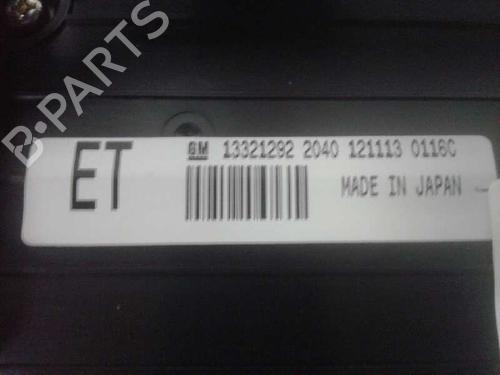 B-PARTS
ET
GM 13321292 2040 121113 0116C
MADE IN JAPAN